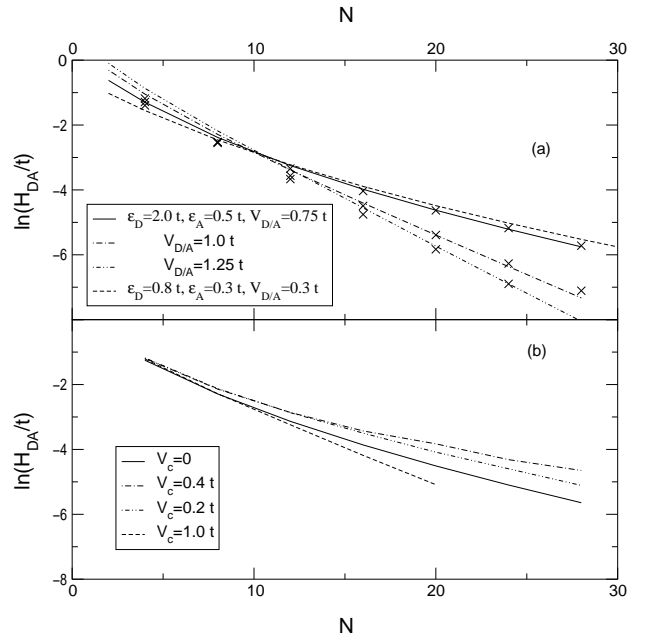 N
0 10 20 30
0
−2
−4
−6
ln(H_DA/t)
(a)
ε_D=2.0 t, ε_A=0.5 t, V_D/A=0.75 t
V_D/A=1.0 t
V_D/A=1.25 t
ε_D=0.8 t, ε_A=0.3 t, V_D/A=0.3 t
−2
−4
−6
−8
ln(H_DA/t)
(b)
V_c=0
V_c=0.4 t
V_c=0.2 t
V_c=1.0 t
0 10 20 30
N